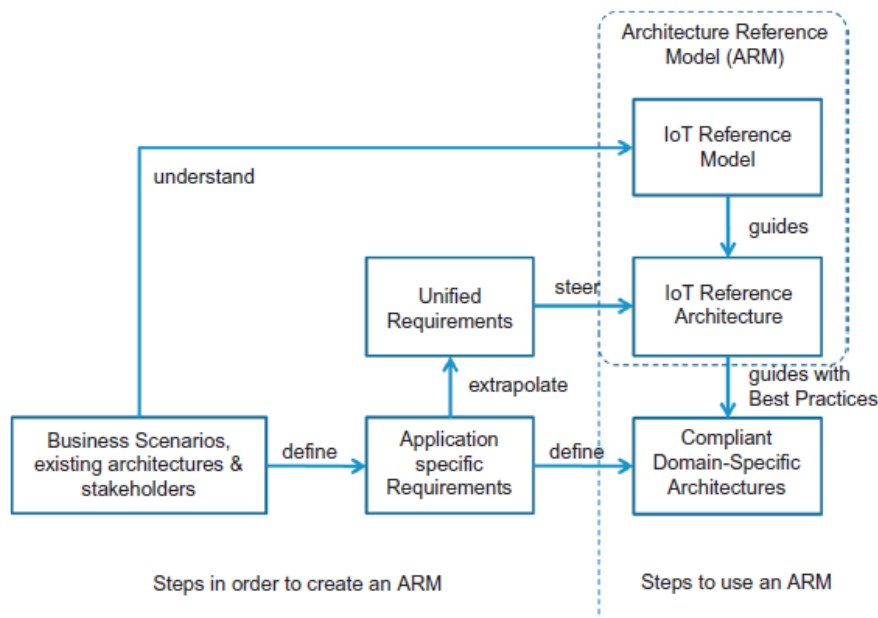 Architecture Reference
Model (ARM)
IoT Reference
Model
understand
guides
Unified
Requirements
steer
IoT Reference
Architecture
extrapolate
guides with
Best Practices
Business Scenarios,
existing architectures &
stakeholders
define
Application
specific
Requirements
define
Compliant
Domain-Specific
Architectures
Steps in order to create an ARM
Steps to use an ARM